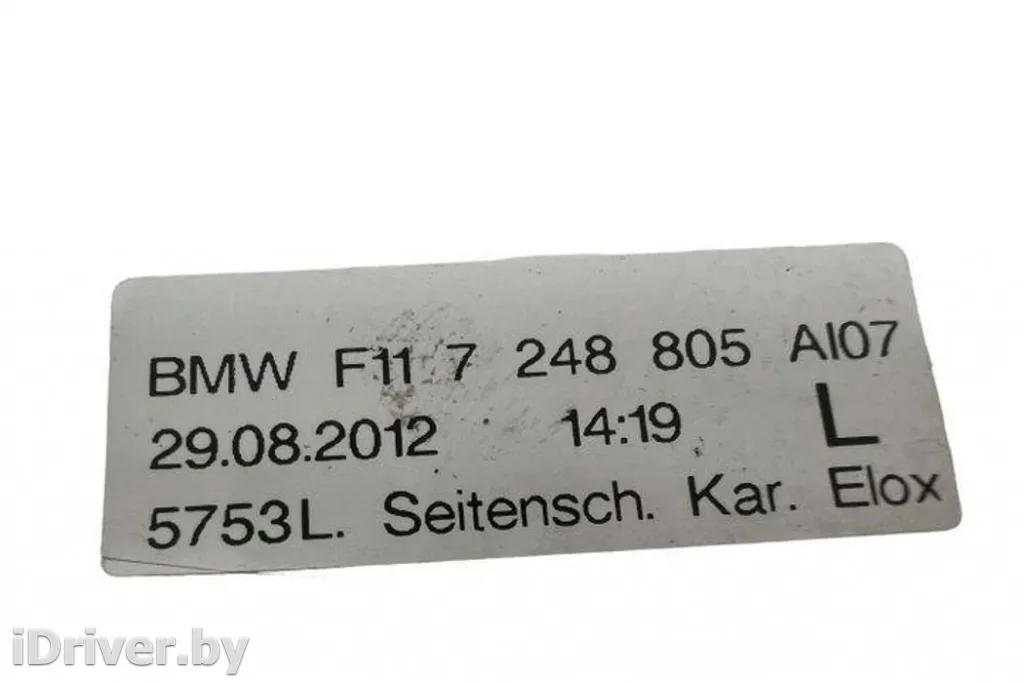 BMW F11 7 248 805 AI07
29.08.2012 14:19 L
5753L. Seitensch. Kar. Elox
iDriver.by